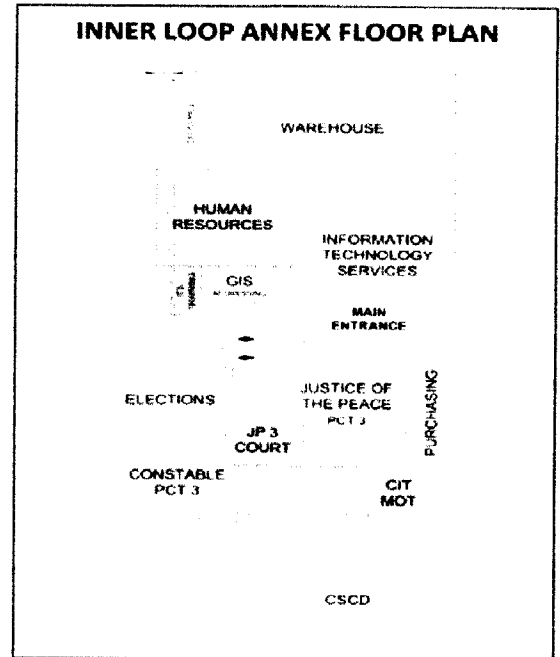 INNER LOOP ANNEX FLOOR PLAN
WAREHOUSE
HUMAN
RESOURCES
INFORMATION
TECHNOLOGY
SERVICES
GIS
MAIN
ENTRANCE
ELECTIONS
JUSTICE OF
THE PEACE
PCT 3
PURCHASING
JP 3
COURT
CONSTABLE
PCT 3
CIT
MOT
CSCD